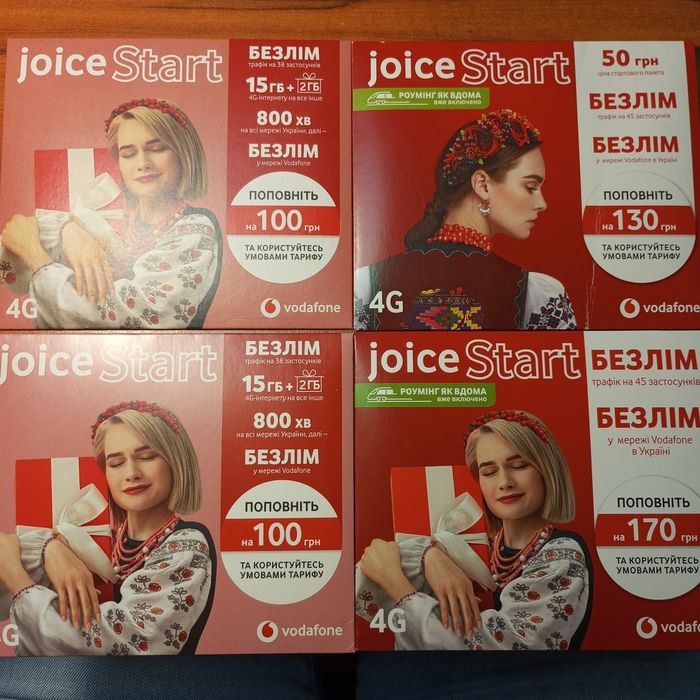 joice Start
БЕЗЛІМ
трафік на 38 застосунків
15 ГБ + 2 ГБ
4G-інтернету на все інше
800 ХВ
на всі мережі України, далі –
БЕЗЛІМ
у мережі Vodafone
ПОПОВНІТЬ
на 100 грн
ТА КОРИСТУЙТЕСЬ
УМОВАМИ ТАРИФУ
4G
vodafone
joice Start
РОУМІНГ ЯК ВДОМА
вже включено
50 грн
ціна стартового пакета
БЕЗЛІМ
трафік на 45 застосунків
БЕЗЛІМ
у мережі Vodafone в Україні
ПОПОВНІТЬ
на 130 грн
ТА КОРИСТУЙТЕСЬ
УМОВАМИ ТАРИФУ
4G
vodafone
joice Start
БЕЗЛІМ
трафік на 38 застосунків
15 ГБ + 2 ГБ
4G-інтернету на все інше
800 ХВ
на всі мережі України, далі –
БЕЗЛІМ
у мережі Vodafone
ПОПОВНІТЬ
на 100 грн
ТА КОРИСТУЙТЕСЬ
УМОВАМИ ТАРИФУ
G
vodafone
joice Start
РОУМІНГ ЯК ВДОМА
вже включено
БЕЗЛІМ
трафік на 45 застосунків
БЕЗЛІМ
у мережі Vodafone
в Україні
ПОПОВНІТЬ
на 170 грн
ТА КОРИСТУЙТЕСЬ
УМОВАМИ ТАРИФУ
4G
vodafo